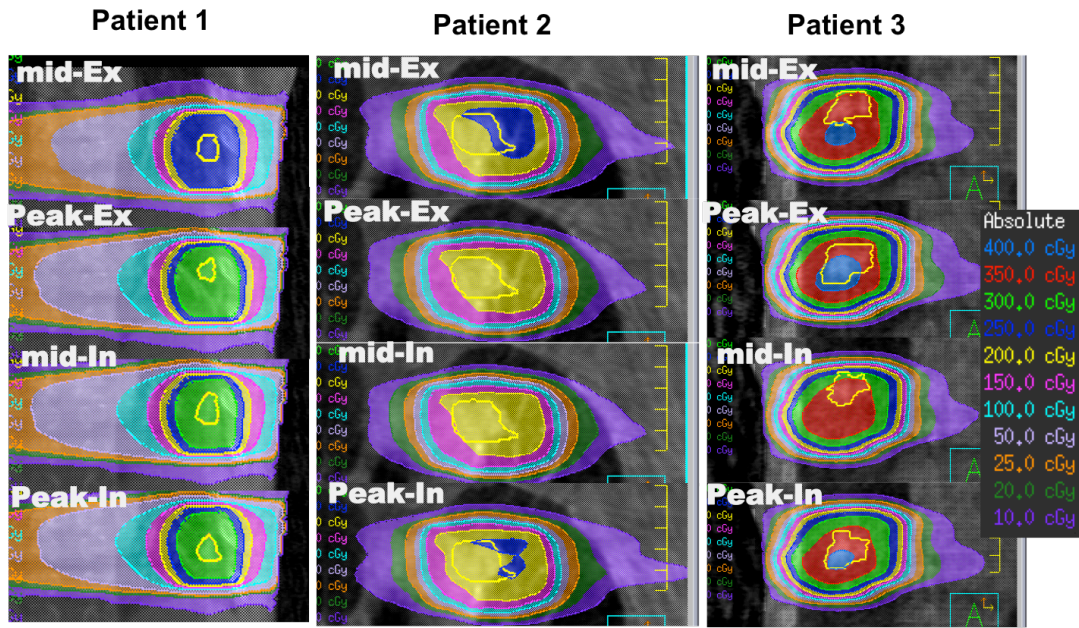 Patient 1 Patient 2 Patient 3
mid-Ex mid-Ex mid-Ex
Peak-Ex Peak-Ex Peak-Ex
mid-In mid-In mid-In
Peak-In Peak-In Peak-In
A
Absolute
400.0 cGy
350.0 cGy
300.0 cGy
250.0 cGy
200.0 cGy
150.0 cGy
100.0 cGy
50.0 cGy
25.0 cGy
20.0 cGy
10.0 cGy